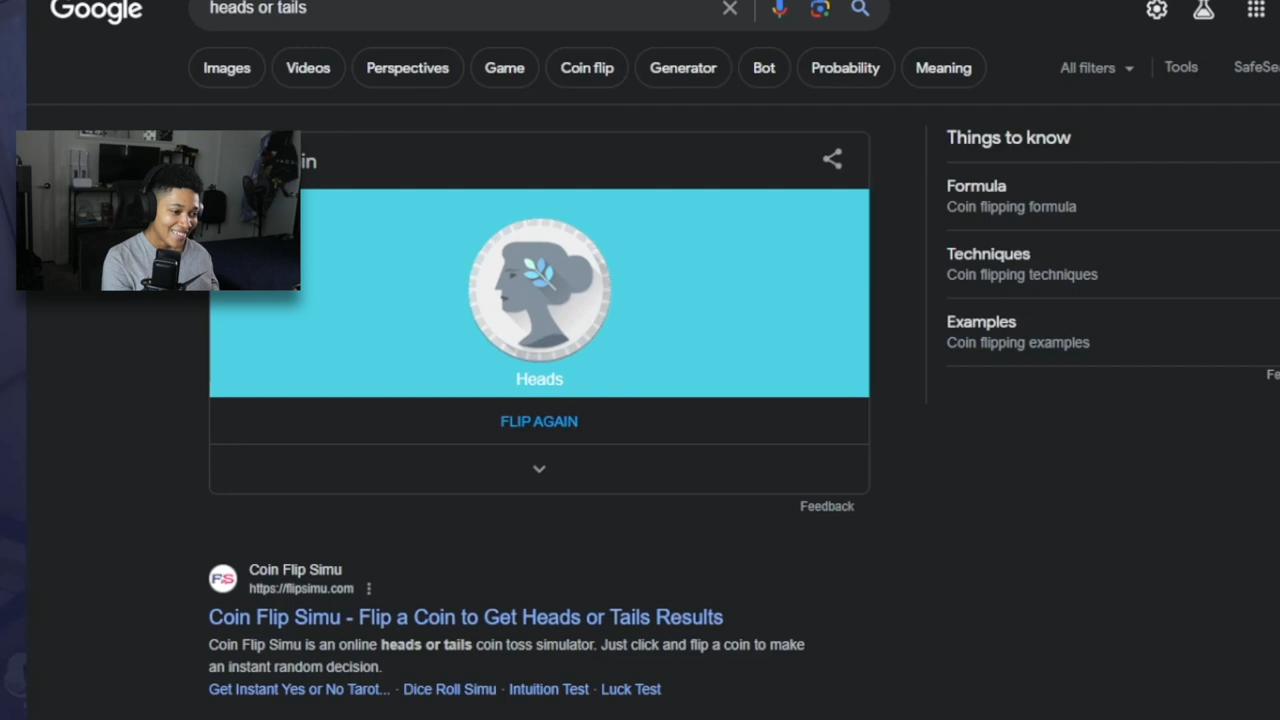 Google
heads or tails
Images
Videos
Perspectives
Game
Coin flip
Generator
Bot
Probability
Meaning
All filters
Tools
SafeSe
in
Heads
FLIP AGAIN
Feedback
Things to know
Formula
Coin flipping formula
Techniques
Coin flipping techniques
Examples
Coin flipping examples
Fe
FS
Coin Flip Simu
https://flipsimu.com
Coin Flip Simu - Flip a Coin to Get Heads or Tails Results
Coin Flip Simu is an online heads or tails coin toss simulator. Just click and flip a coin to make
an instant random decision.
Get Instant Yes or No Tarot... · Dice Roll Simu · Intuition Test · Luck Test